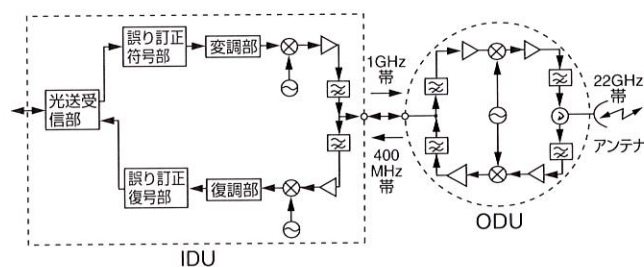 誤り訂正
符号部
変調部
光送受
信部
誤り訂正
復号部
復調部
IDU
1GHz
帯
400
MHz
帯
22GHz
帯
アンテナ
ODU